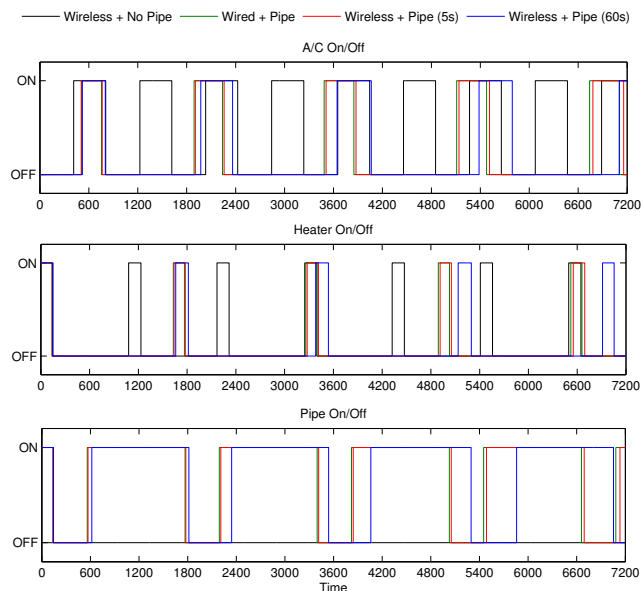 Wireless + No Pipe Wired + Pipe Wireless + Pipe (5s) Wireless + Pipe (60s)
A/C On/Off
ON
OFF
0 600 1200 1800 2400 3000 3600 4200 4800 5400 6000 6600 7200
Heater On/Off
ON
OFF
0 600 1200 1800 2400 3000 3600 4200 4800 5400 6000 6600 7200
Pipe On/Off
ON
OFF
0 600 1200 1800 2400 3000 3600 4200 4800 5400 6000 6600 7200
Time